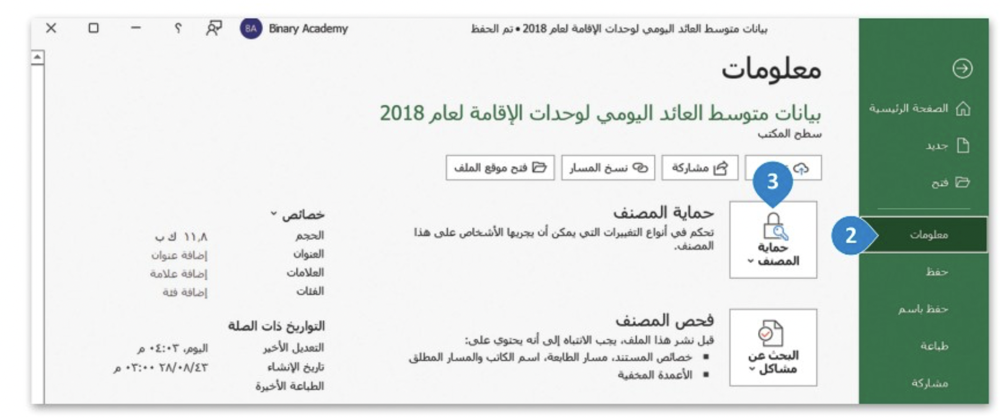 بيانات متوسط العائد اليومي لوحدات الإقامة لعام 2018 • تم الحفظ
Binary Academy
BA
؟
معلومات
بيانات متوسط العائد اليومي لوحدات الإقامة لعام 2018
سطح المكتب
مشاركة
نسخ المسار
فتح موقع الملف
3
حماية المصنف
تحكم في أنواع التغييرات التي يمكن أن يجريها الأشخاص على هذا
المصنف.
حماية
المصنف
فحص المصنف
قبل نشر هذا الملف، يجب الانتباه إلى أنه يحتوي على:
■ خصائص المستند، مسار الطابعة، اسم الكاتب والمسار المطلق
■ الأعمدة المخفية
البحث عن
مشاكل
خصائص
الحجم ١١,٨ ك ب
العنوان إضافة عنوان
العلامات إضافة علامة
الفئات إضافة فئة
التواريخ ذات الصلة
التعديل الأخير اليوم، ٠٤:٠٣ م
تاريخ الإنشاء ٢٨/٠٨/٤٣ ٠٣:٠٠ م
الطباعة الأخيرة
الصفحة الرئيسية
جديد
فتح
2
معلومات
حفظ
حفظ باسم
طباعة
مشاركة